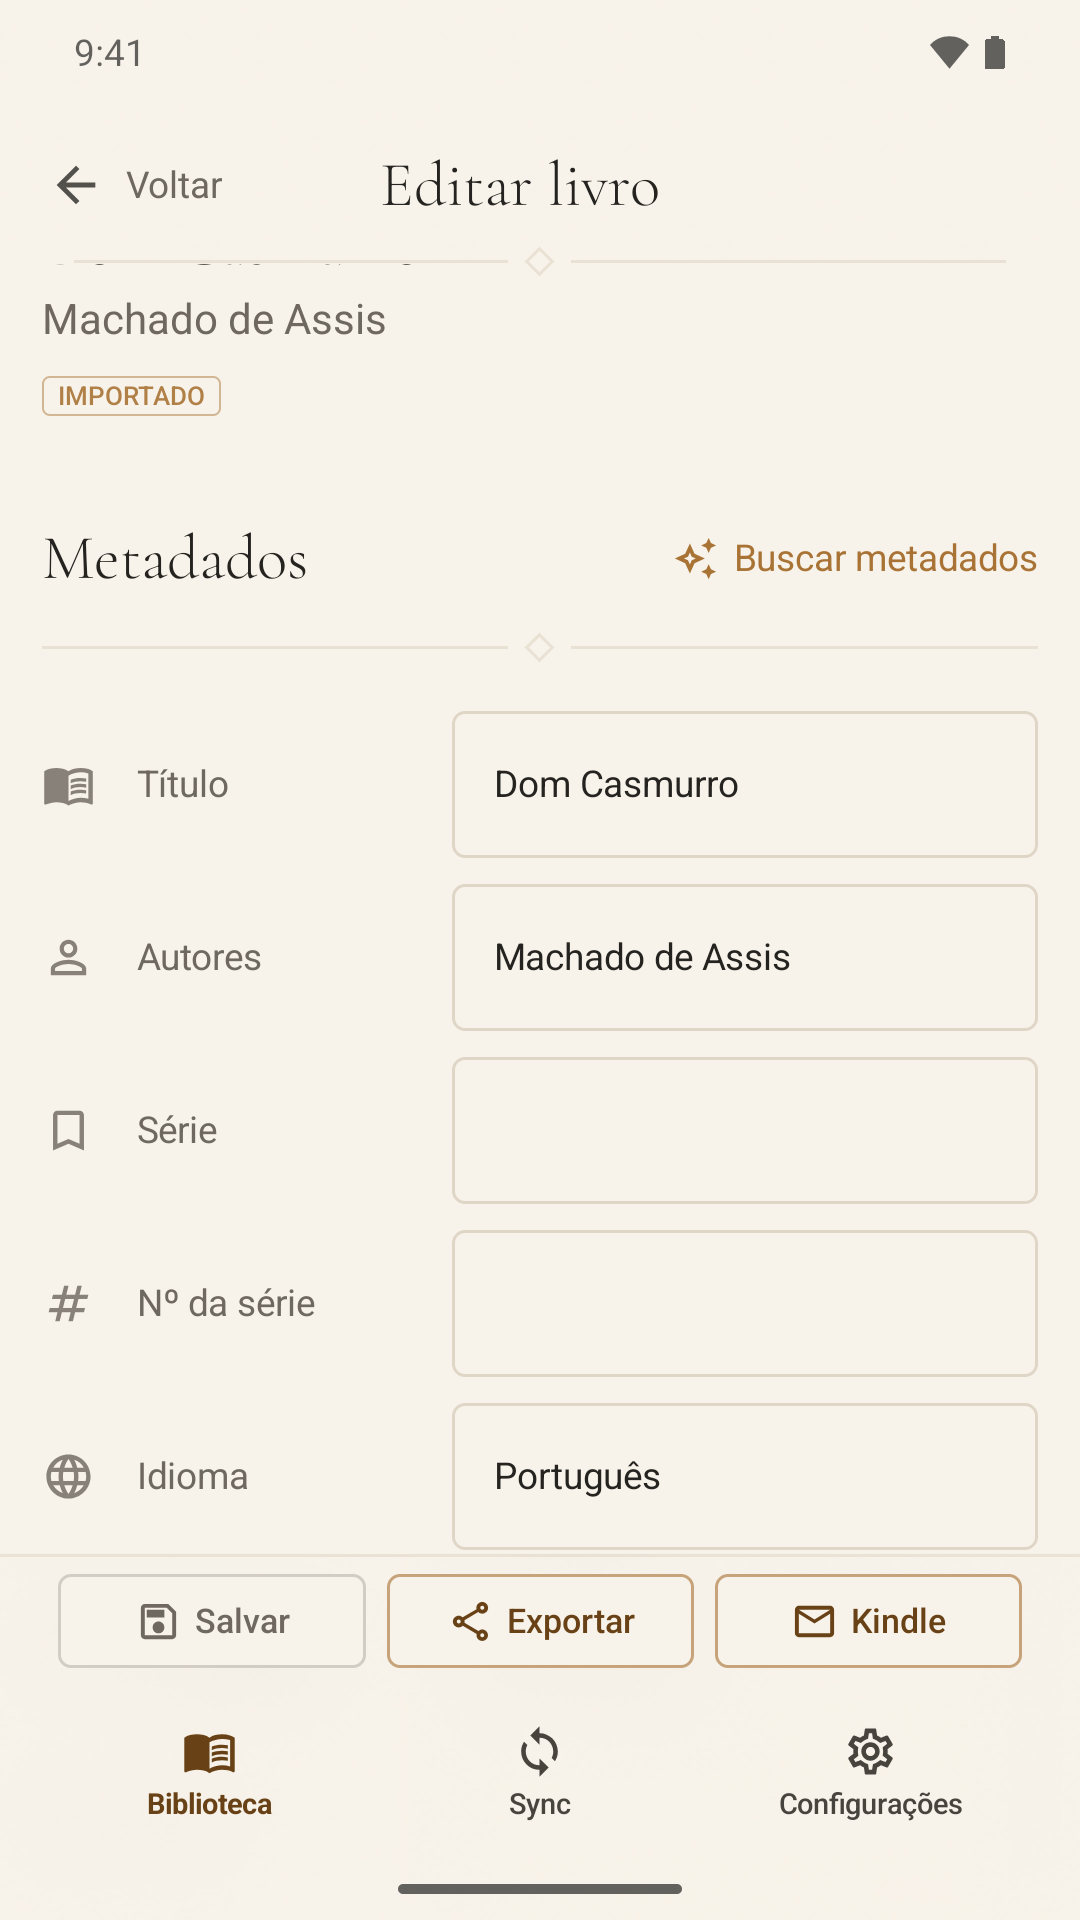 9:41
Voltar
Editar livro
Machado de Assis
IMPORTADO
Metadados
Buscar metadados
Título
Dom Casmurro
Autores
Machado de Assis
Série
Nº da série
Idioma
Português
Salvar
Exportar
Kindle
Biblioteca
Sync
Configurações